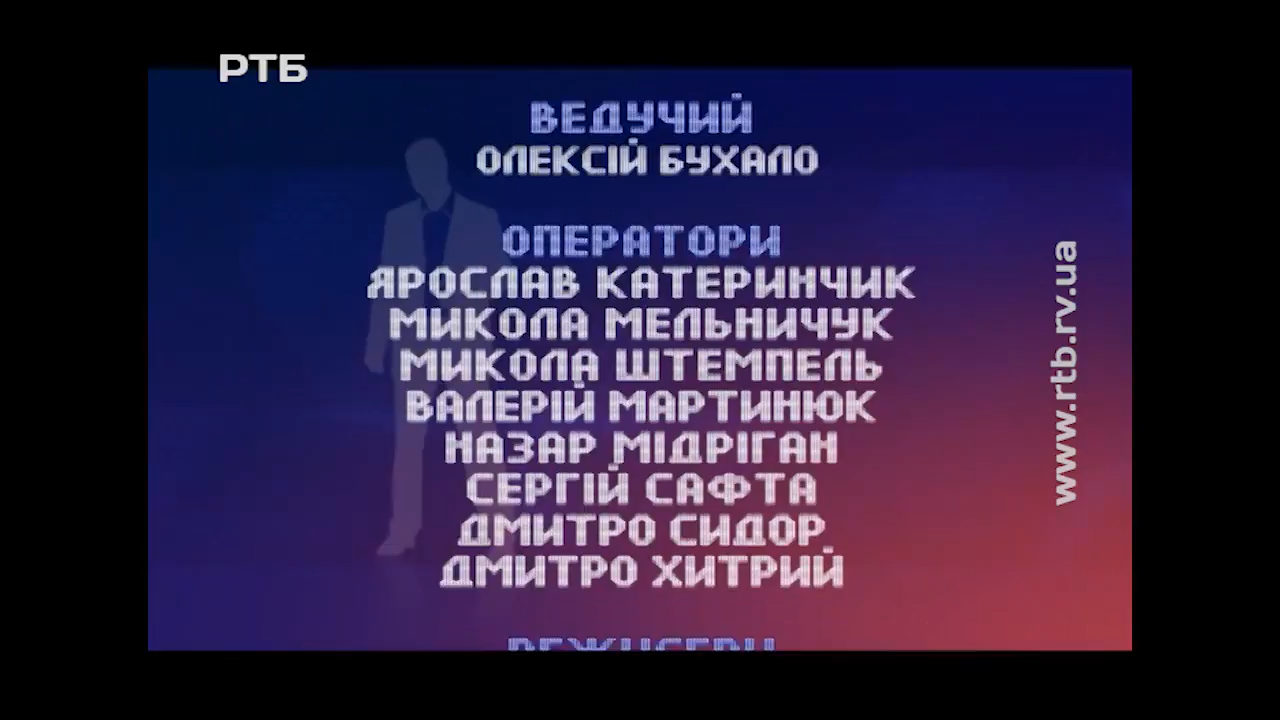 РТБ
ВЕДУЧИЙ
ОЛЕКСІЙ БУХАЛО
ОПЕРАТОРИ
ЯРОСЛАВ КАТЕРИНЧИК
МИКОЛА МЕЛЬНИЧУК
МИКОЛА ШТЕМПЕЛЬ
ВАЛЕРІЙ МАРТИНЮК
НАЗАР МІДРІГАН
СЕРГІЙ САФТА
ДМИТРО СИДОР
ДМИТРО ХИТРИЙ
РЕЖИСЕРИ
www.rtb.rv.ua